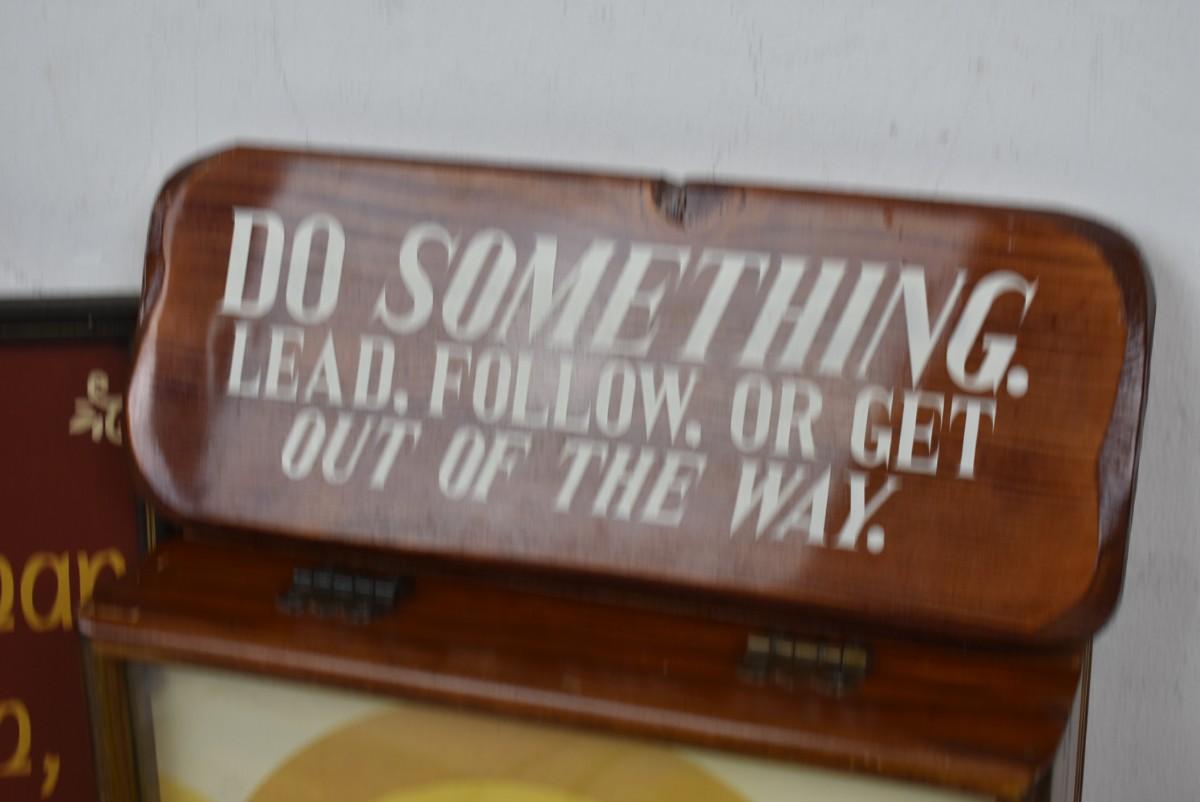 DO SOMETHING.
LEAD, FOLLOW, OR GET
OUT OF THE WAY.